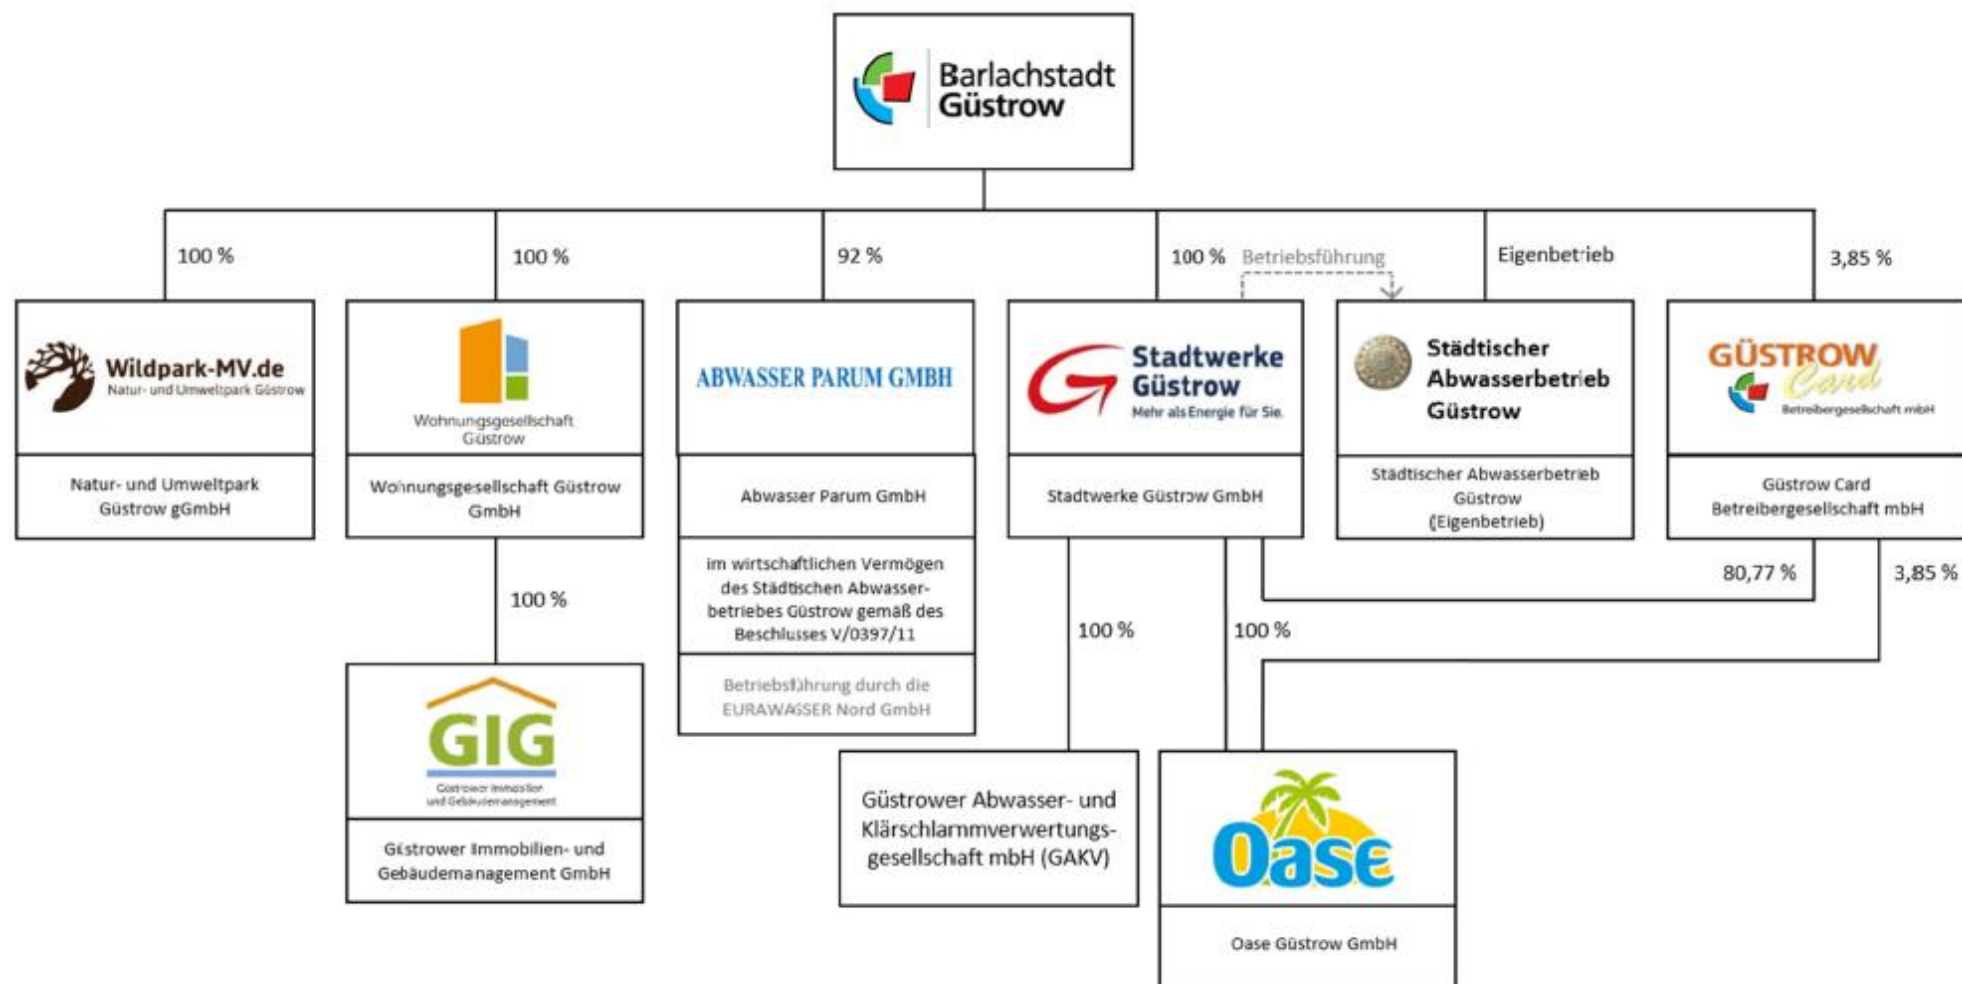 Barlachstadt
Güstrow
100 %
100 %
92 %
100 %
Betriebsführung
Eigenbetrieb
3,85 %
Wildpark-MV.de
Natur- und Umweltpark Güstrow
Natur- und Umweltpark
Güstrow gGmbH
Wohnungsgesellschaft
Güstrow
Wohnungsgesellschaft Güstrow
GmbH
ABWASSER PARUM GMBH
Abwasser Parum GmbH
im wirtschaftlichen Vermögen
des Städtischen Abwasser-
betriebes Güstrow gemäß des
Beschlusses V/0397/11
Betriebsführung durch die
EURAWASSER Nord GmbH
Stadtwerke
Güstrow
Mehr als Energie für Sie.
Stadtwerke Güstrow GmbH
Städtischer
Abwasserbetrieb
Güstrow
Städtischer Abwasserbetrieb
Güstrow
(Eigenbetrieb)
GÜSTROW
Card
Betreibergesellschaft mbH
Güstrow Card
Betreibergesellschaft mbH
80,77 %
3,85 %
100 %
100 %
100 %
GIG
Güstrower Immobilien
und Gebäudemanagement
Güstrower Immobilien- und
Gebäudemanagement GmbH
Güstrower Abwasser- und
Klärschlammverwertungs-
gesellschaft mbH (GAKV)
Oase
Oase Güstrow GmbH